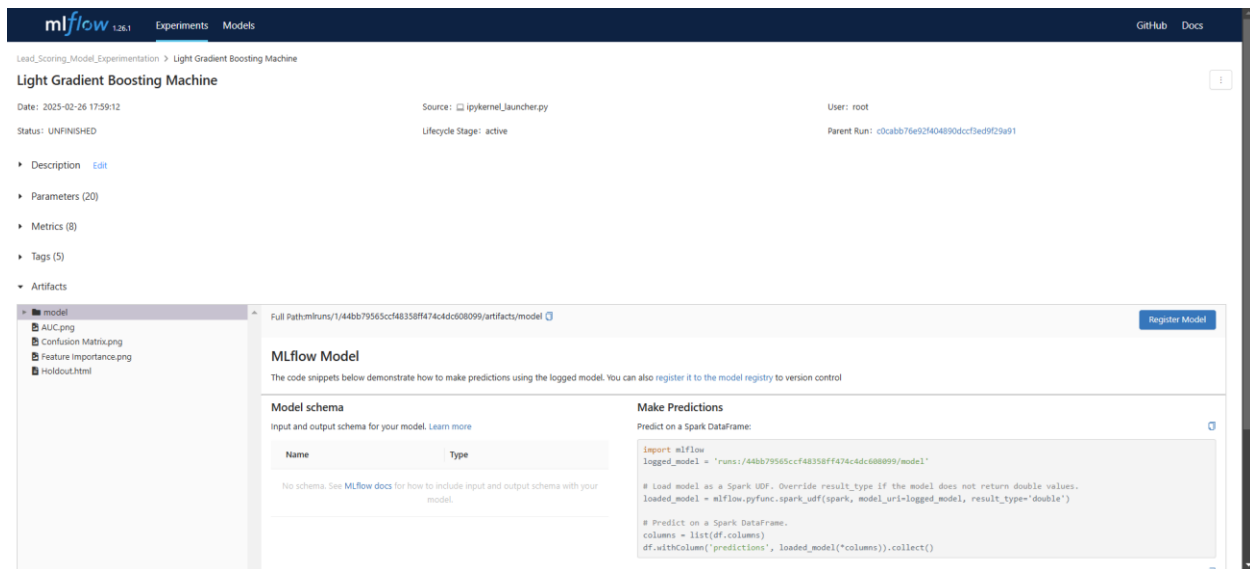 mlflow 1.26.1 Experiments Models GitHub Docs
Lead_Scoring_Model_Experimentation > Light Gradient Boosting Machine
Light Gradient Boosting Machine
Date: 2025-02-26 17:59:12 Source: ipykernel_launcher.py User: root
Status: UNFINISHED Lifecycle Stage: active Parent Run: c0cabb76e92f404890dccf3ed9f29a91
Description Edit
Parameters (20)
Metrics (8)
Tags (5)
Artifacts
model
AUC.png
Confusion Matrix.png
Feature Importance.png
Holdout.html
Full Path:mlruns/1/44bb79565ccf48358ff474c4dc608099/artifacts/model
Register Model
MLflow Model
The code snippets below demonstrate how to make predictions using the logged model. You can also register it to the model registry to version control
Model schema
Input and output schema for your model. Learn more
Name Type
No schema. See MLflow docs for how to include input and output schema with your
model.
Make Predictions
Predict on a Spark DataFrame:
import mlflow
logged_model = 'runs:/44bb79565ccf48358ff474c4dc608099/model'
# Load model as a Spark UDF. Override result_type if the model does not return double values.
loaded_model = mlflow.pyfunc.spark_udf(spark, model_uri=logged_model, result_type='double')
# Predict on a Spark DataFrame.
columns = list(df.columns)
df.withColumn('predictions', loaded_model(*columns)).collect()